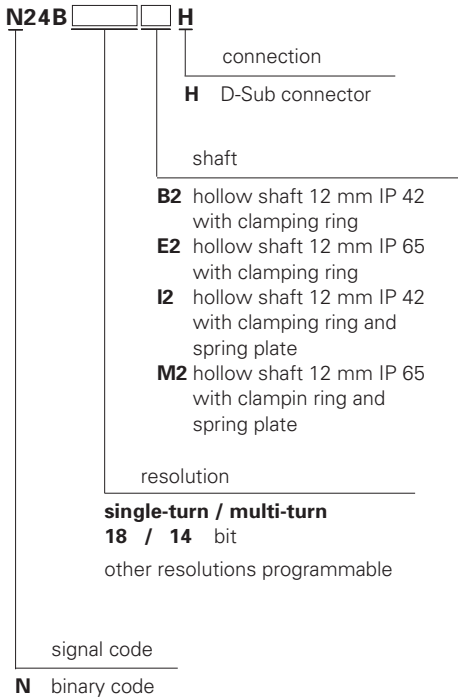 N24B H
connection
H D-Sub connector
shaft
B2 hollow shaft 12 mm IP 42
with clamping ring
E2 hollow shaft 12 mm IP 65
with clamping ring
I2 hollow shaft 12 mm IP 42
with clamping ring and
spring plate
M2 hollow shaft 12 mm IP 65
with clampin ring and
spring plate
resolution
single-turn / multi-turn
18 / 14 bit
other resolutions programmable
signal code
N binary code